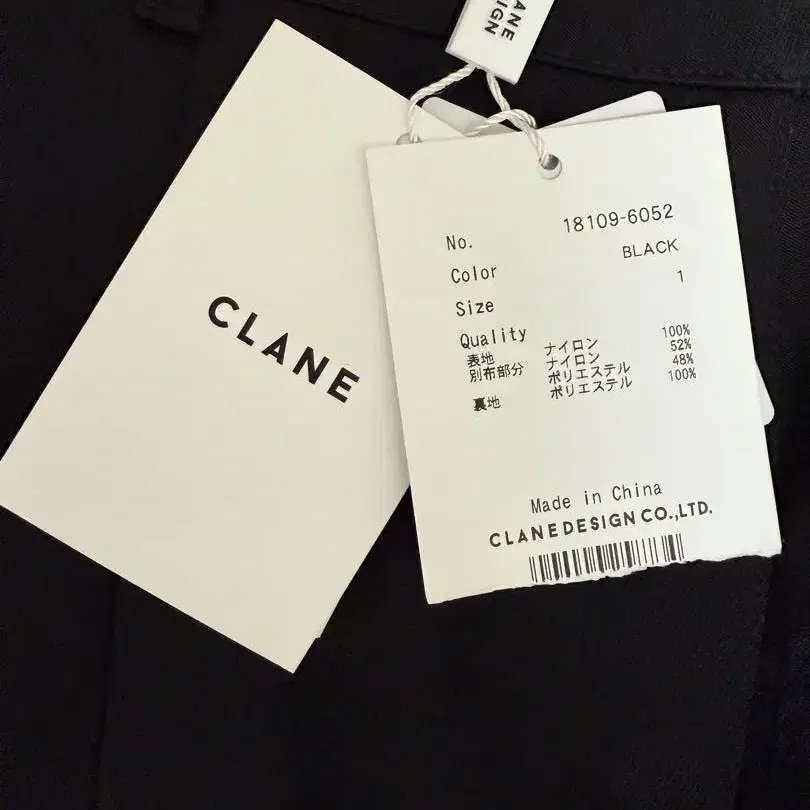 CLANE
DESIGN
CLANE
No. 18109-6052
Color BLACK
Size 1
Quality
表地 ナイロン 100%
別布部分 ナイロン 52%
ポリエステル 48%
裏地 ポリエステル 100%
Made in China
CLANE DESIGN CO.,LTD.